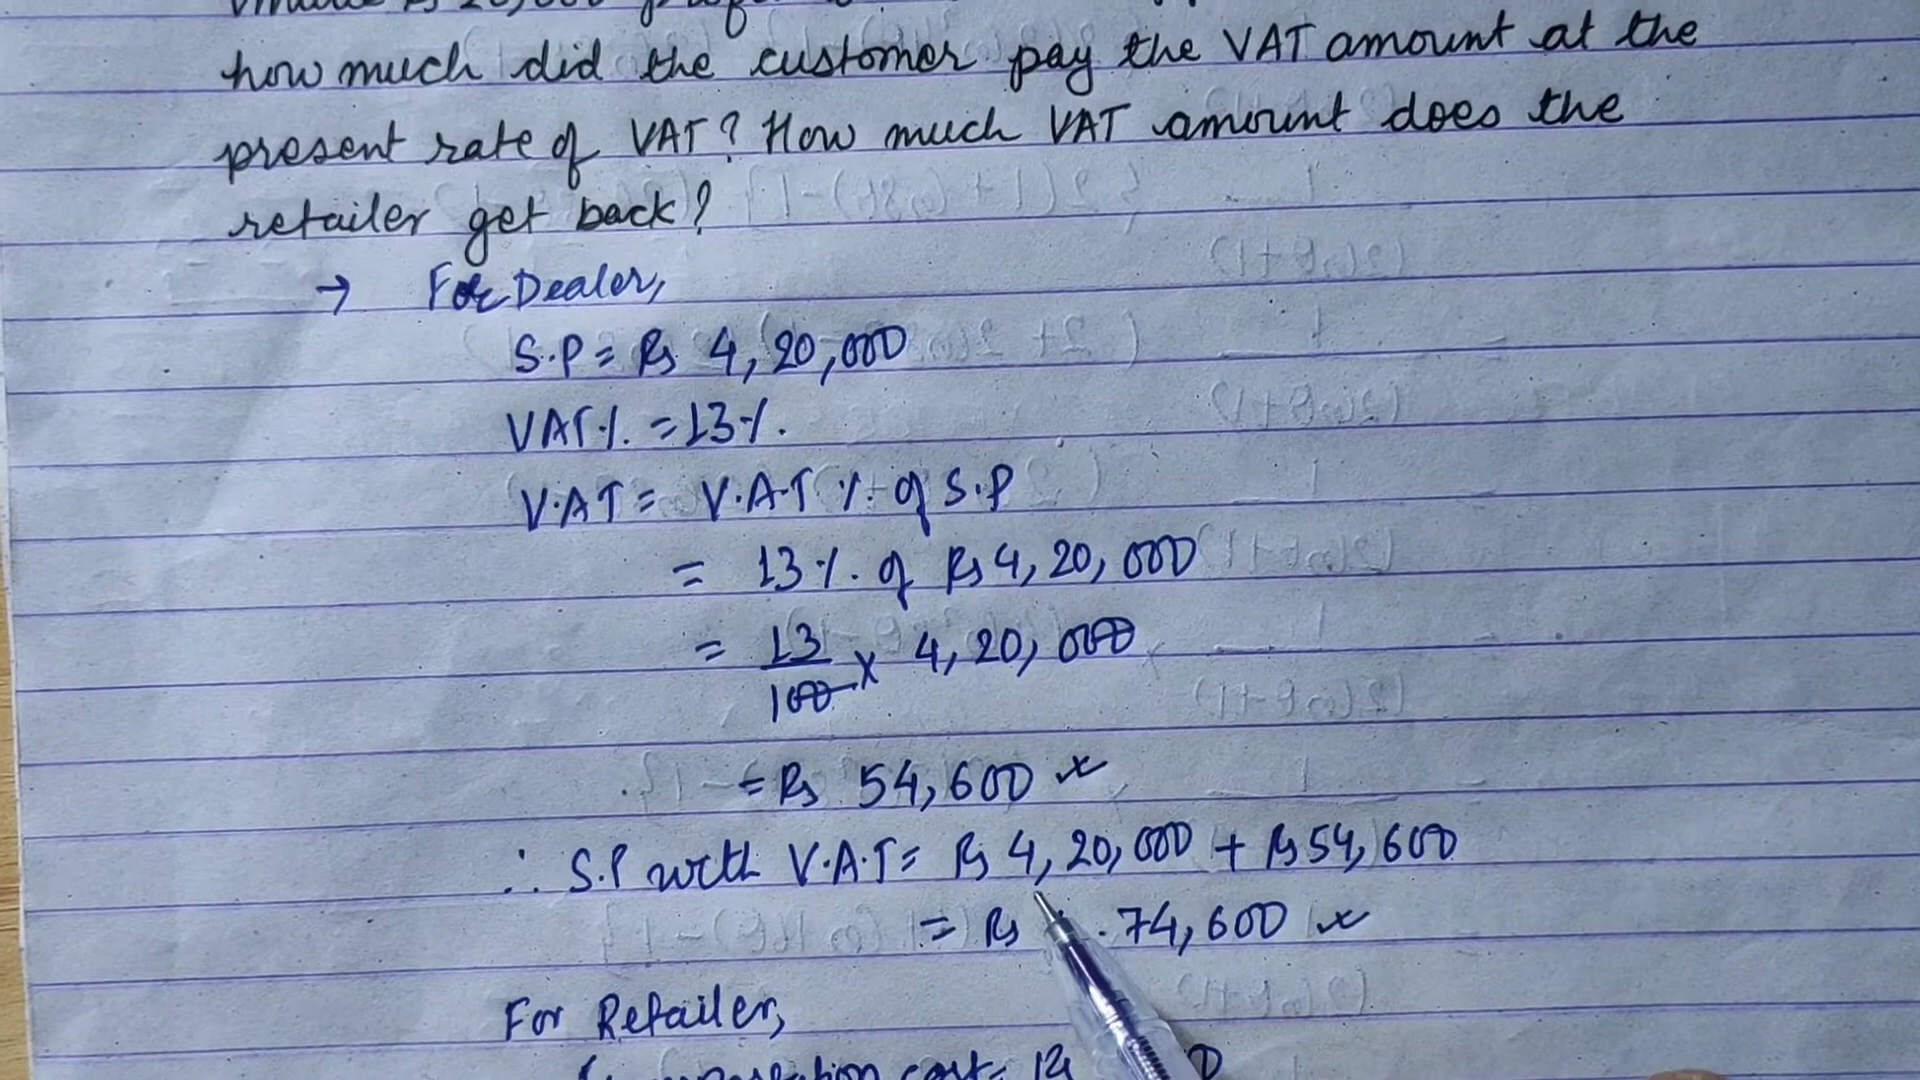 how much did the customer pay the VAT amount at the
present rate of VAT? How much VAT amount does the
retailer get back?
→ For Dealer,
S.P = Rs 4,20,000
VAT% = 13%.
V.A.T = V.A.T % of S.P
= 13% of Rs 4,20,000
= 13/100 × 4,20,000
= Rs 54,600
∴ S.P with V.A.T = Rs 4,20,000 + Rs 54,600
= Rs 74,600
For Retailer,
cost = Rs